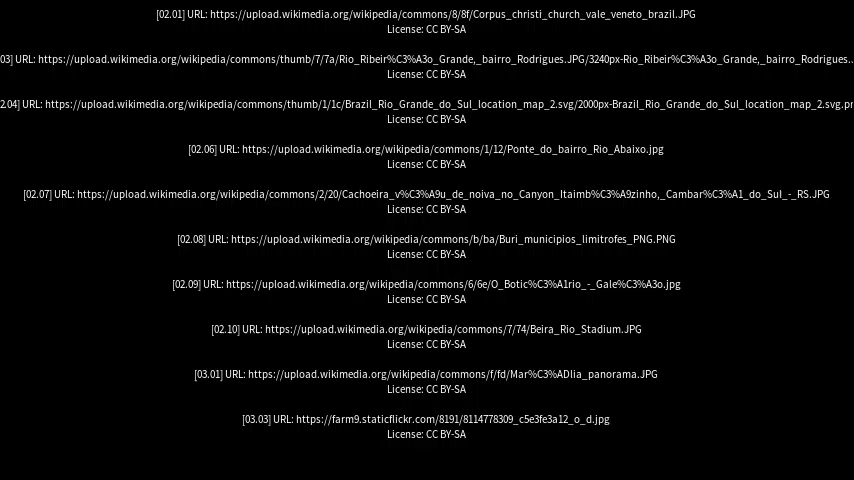 [02.01] URL: https://upload.wikimedia.org/wikipedia/commons/8/8f/Corpus_christi_church_vale_veneto_brazil.JPG
License: CC BY-SA
03] URL: https://upload.wikimedia.org/wikipedia/commons/thumb/7/7a/Rio_Ribeir%C3%A3o_Grande,_bairro_Rodrigues.JPG/3240px-Rio_Ribeir%C3%A3o_Grande,_bairro_Rodrigues..
License: CC BY-SA
2.04] URL: https://upload.wikimedia.org/wikipedia/commons/thumb/1/1c/Brazil_Rio_Grande_do_Sul_location_map_2.svg/2000px-Brazil_Rio_Grande_do_Sul_location_map_2.svg.pn
License: CC BY-SA
[02.06] URL: https://upload.wikimedia.org/wikipedia/commons/1/12/Ponte_do_bairro_Rio_Abaixo.jpg
License: CC BY-SA
[02.07] URL: https://upload.wikimedia.org/wikipedia/commons/2/20/Cachoeira_v%C3%A9u_de_noiva_no_Canyon_Itaimb%C3%A9zinho,_Cambar%C3%A1_do_Sul_-_RS.JPG
License: CC BY-SA
[02.08] URL: https://upload.wikimedia.org/wikipedia/commons/b/ba/Buri_municipios_limitrofes_PNG.PNG
License: CC BY-SA
[02.09] URL: https://upload.wikimedia.org/wikipedia/commons/6/6e/O_Botic%C3%A1rio_-_Gale%C3%A3o.jpg
License: CC BY-SA
[02.10] URL: https://upload.wikimedia.org/wikipedia/commons/7/74/Beira_Rio_Stadium.JPG
License: CC BY-SA
[03.01] URL: https://upload.wikimedia.org/wikipedia/commons/f/fd/Mar%C3%ADlia_panorama.JPG
License: CC BY-SA
[03.03] URL: https://farm9.staticflickr.com/8191/8114778309_c5e3fe3a12_o_d.jpg
License: CC BY-SA